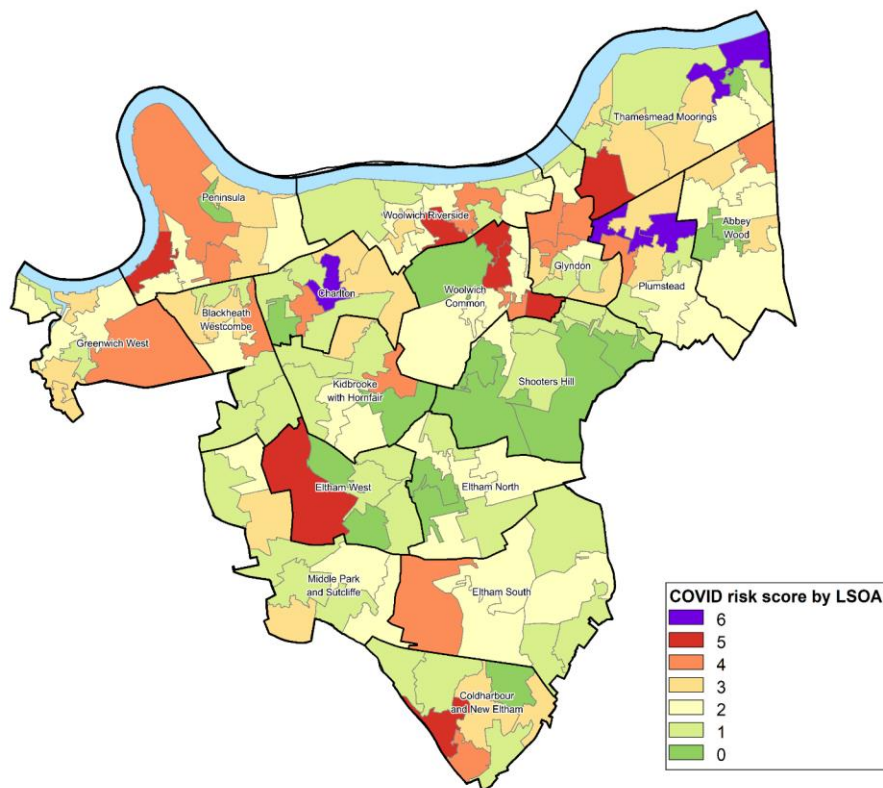 Thamesmead Moorings
Peninsula
Woolwich Riverside
Abbey
Wood
Glyndon
Charlton
Woolwich
Common
Plumstead
Blackheath
Westcombe
Greenwich West
Kidbrooke
with Hornfair
Shooters Hill
Eltham West
Eltham North
Middle Park
and Sutcliffe
Eltham South
Coldharbour
and New Eltham
COVID risk score by LSOA
6
5
4
3
2
1
0